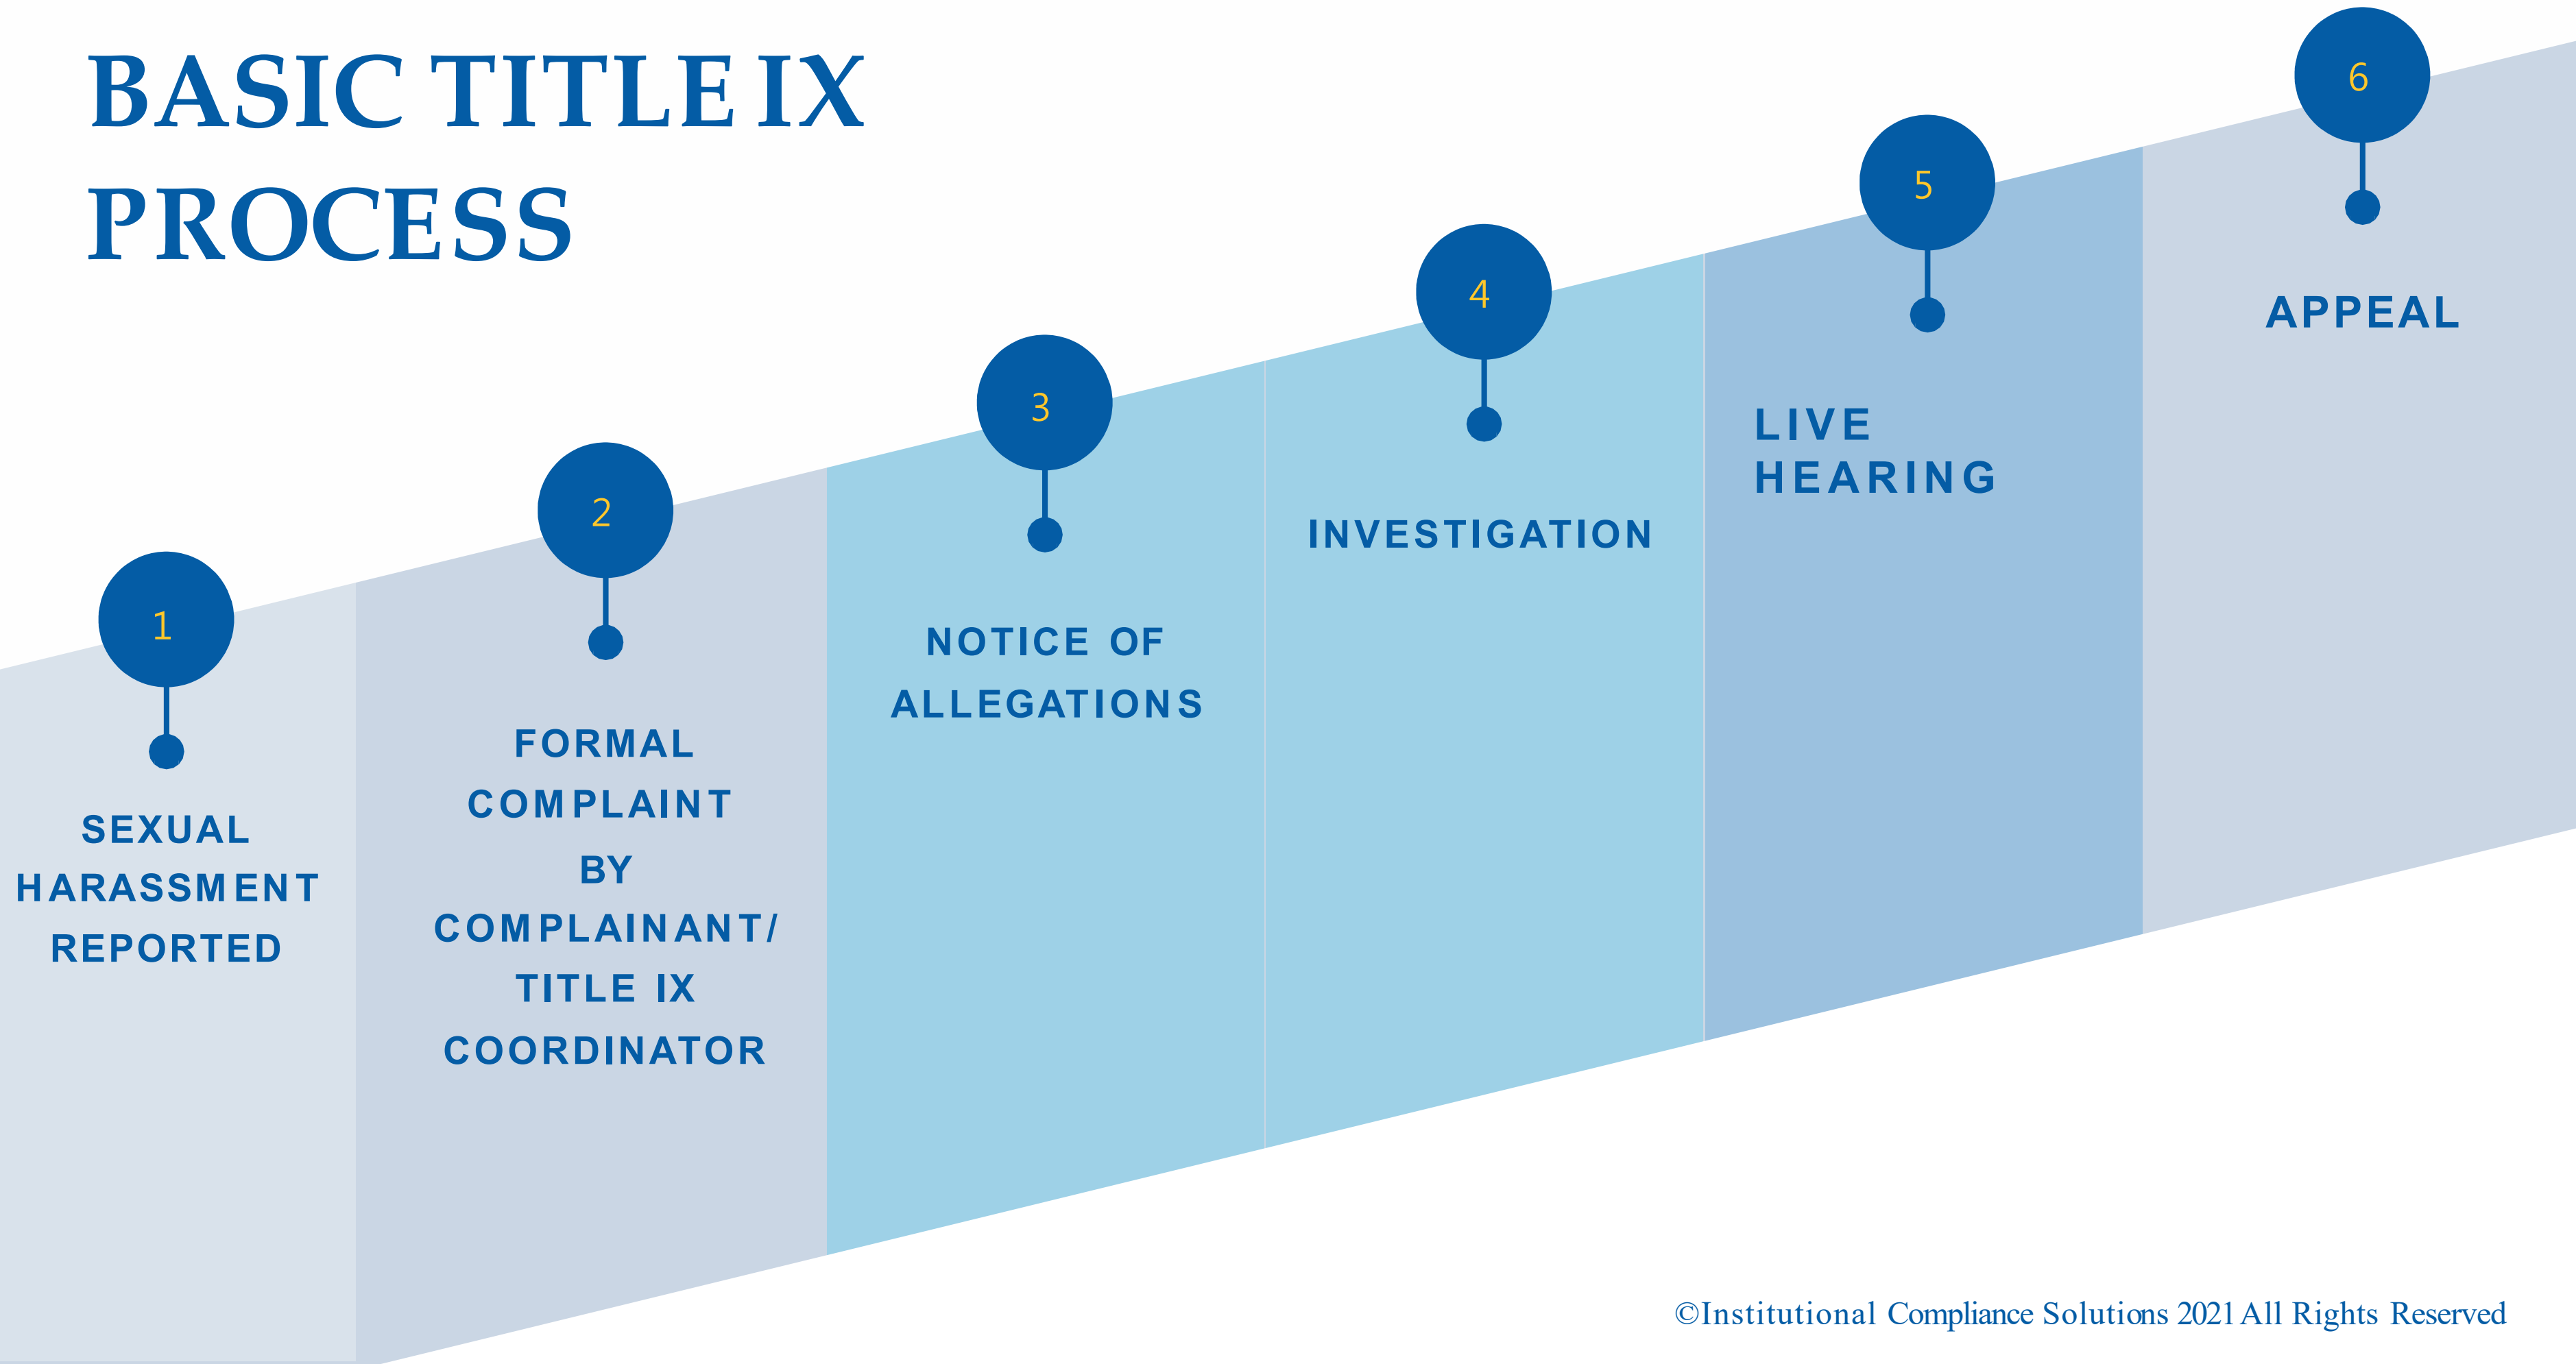 BASIC TITLE IX
PROCESS
1
SEXUAL
HARASSMENT
REPORTED
2
FORMAL
COMPLAINT
BY
COMPLAINANT/
TITLE IX
COORDINATOR
3
NOTICE OF
ALLEGATIONS
4
INVESTIGATION
5
LIVE
HEARING
6
APPEAL
©Institutional Compliance Solutions 2021 All Rights Reserved